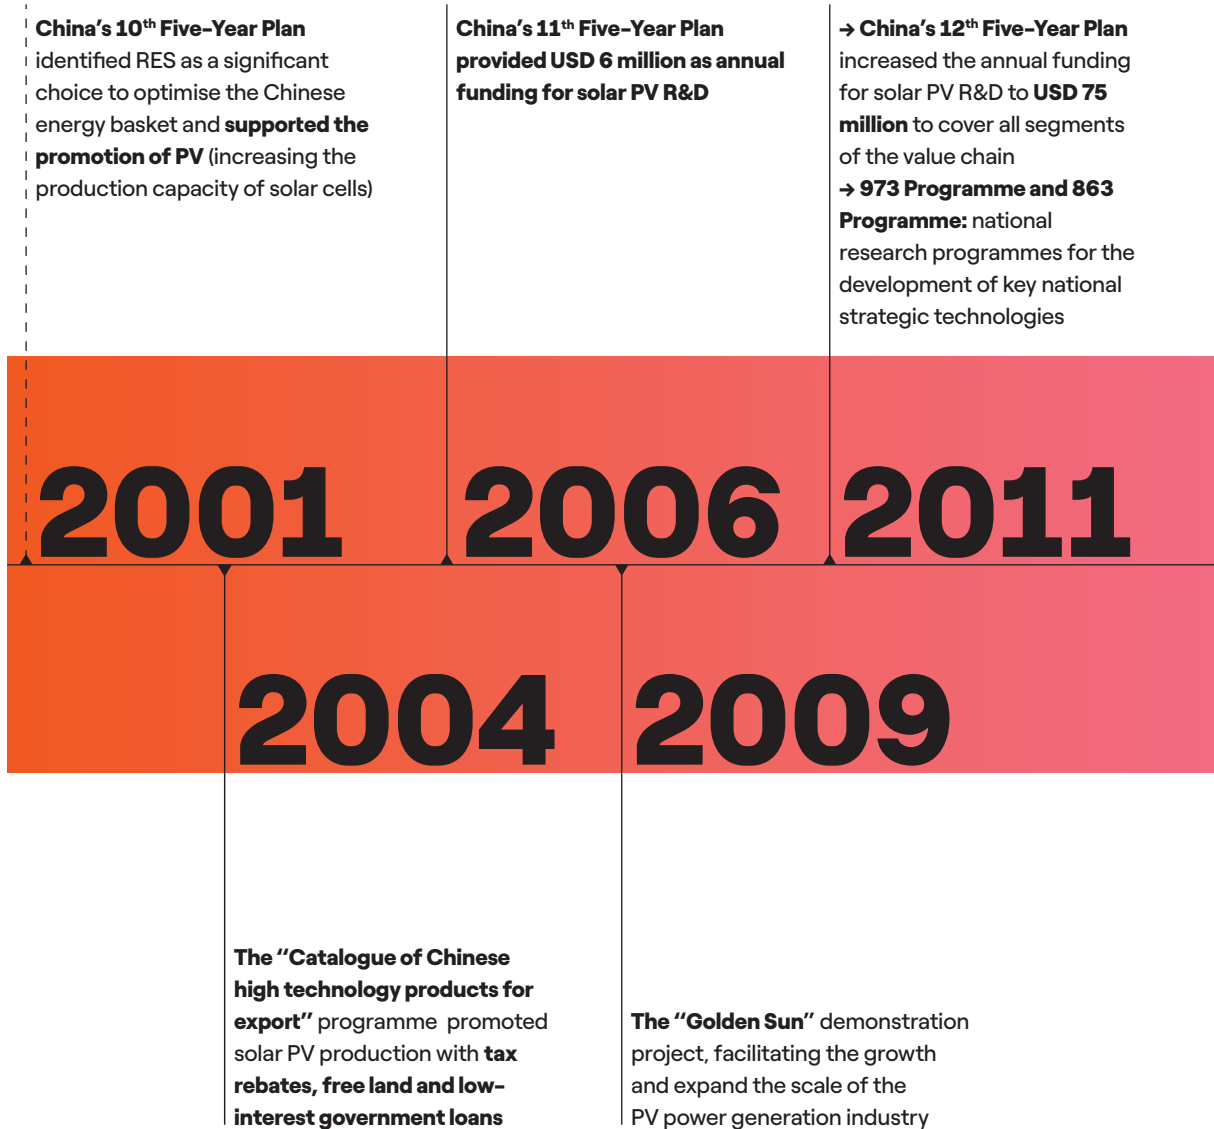 China’s 10th Five-Year Plan
identified RES as a significant
choice to optimise the Chinese
energy basket and supported the
promotion of PV (increasing the
production capacity of solar cells)
China’s 11th Five-Year Plan
provided USD 6 million as annual
funding for solar PV R&D
→ China’s 12th Five-Year Plan
increased the annual funding
for solar PV R&D to USD 75
million to cover all segments
of the value chain
→ 973 Programme and 863
Programme: national
research programmes for the
development of key national
strategic technologies
2001
2006
2011
2004
2009
The “Catalogue of Chinese
high technology products for
export” programme promoted
solar PV production with tax
rebates, free land and low-
interest government loans
The “Golden Sun” demonstration
project, facilitating the growth
and expand the scale of the
PV power generation industry